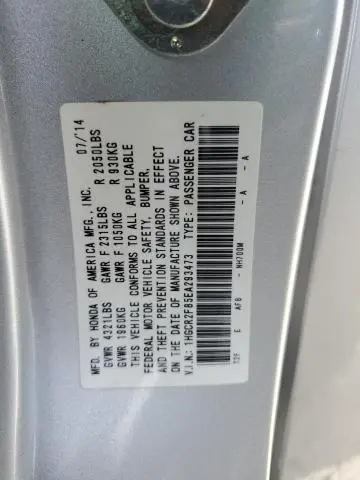 MFD. BY HONDA OF AMERICA MFG., INC. 07/14
GVWR 4321LBS GAWR F 2315LBS R 2050LBS
GVWR 1960KG GAWR F 1050KG R 930KG
THIS VEHICLE CONFORMS TO ALL APPLICABLE
FEDERAL MOTOR VEHICLE SAFETY, BUMPER,
AND THEFT PREVENTION STANDARDS IN EFFECT
ON THE DATE OF MANUFACTURE SHOWN ABOVE.
V.I.N.: 1HGCR2F85EA293473 TYPE: PASSENGER CAR
E AF8 - NH700M - A - A